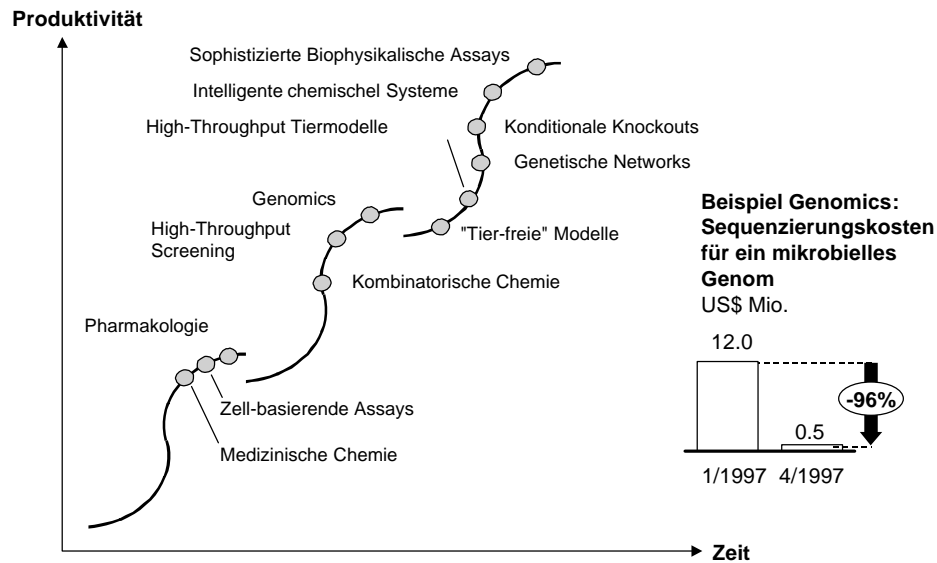 Produktivität
Sophistizierte Biophysikalische Assays
Intelligente chemischel Systeme
High-Throughput Tiermodelle
Konditionale Knockouts
Genetische Networks
Genomics
High-Throughput
Screening
"Tier-freie" Modelle
Kombinatorische Chemie
Pharmakologie
Zell-basierende Assays
Medizinische Chemie
Zeit
Beispiel Genomics:
Sequenzierungskosten
für ein mikrobielles
Genom
US$ Mio.
12.0
-96%
0.5
1/1997 4/1997